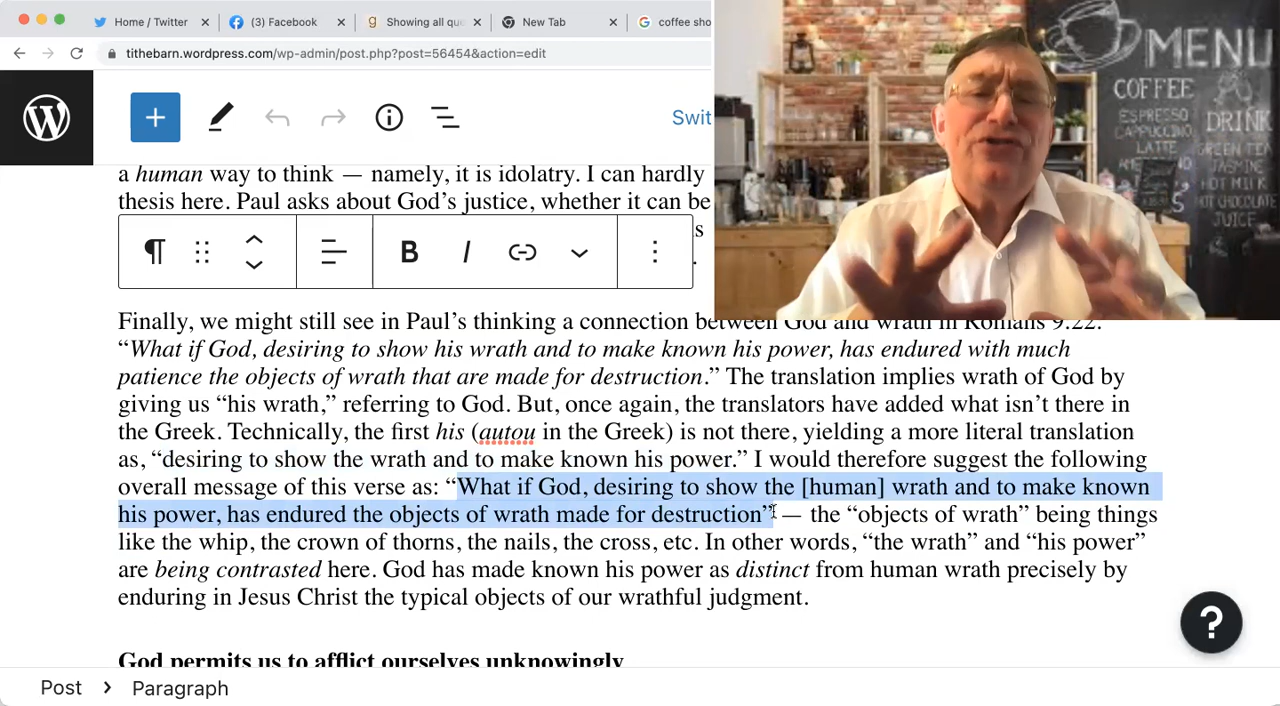 Home / Twitter
(3) Facebook
Showing all que
New Tab
coffee sho
tithebarn.wordpress.com/wp-admin/post.php?post=56454&action=edit
Swit
a human way to think — namely, it is idolatry. I can hardly
thesis here. Paul asks about God's justice, whether it can be
s
.
B I
Finally, we might still see in Paul's thinking a connection between God and wrath in Romans 9:22:
“What if God, desiring to show his wrath and to make known his power, has endured with much
patience the objects of wrath that are made for destruction.” The translation implies wrath of God by
giving us “his wrath,” referring to God. But, once again, the translators have added what isn't there in
the Greek. Technically, the first his (autou in the Greek) is not there, yielding a more literal translation
as, “desiring to show the wrath and to make known his power.” I would therefore suggest the following
overall message of this verse as: “What if God, desiring to show the [human] wrath and to make known
his power, has endured the objects of wrath made for destruction” — the “objects of wrath” being things
like the whip, the crown of thorns, the nails, the cross, etc. In other words, “the wrath” and “his power”
are being contrasted here. God has made known his power as distinct from human wrath precisely by
enduring in Jesus Christ the typical objects of our wrathful judgment.
God permits us to afflict ourselves unknowingly
Post > Paragraph
?
MENU
COFFEE
ESPRESSO
CAPPUCCINO
LATTE
DRINK
GREEN TEA
JASMINE
HOT MILK
HOT CHOCOLATE
JUICE